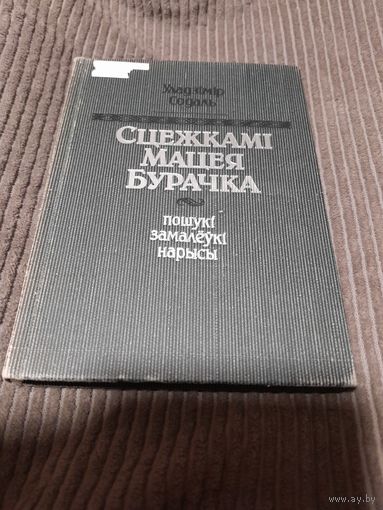 Уладзімір
Содаль
Сцежкамі
Мацея
Бурачка
пошукі
замалёўкі
нарысы
www.ay.by